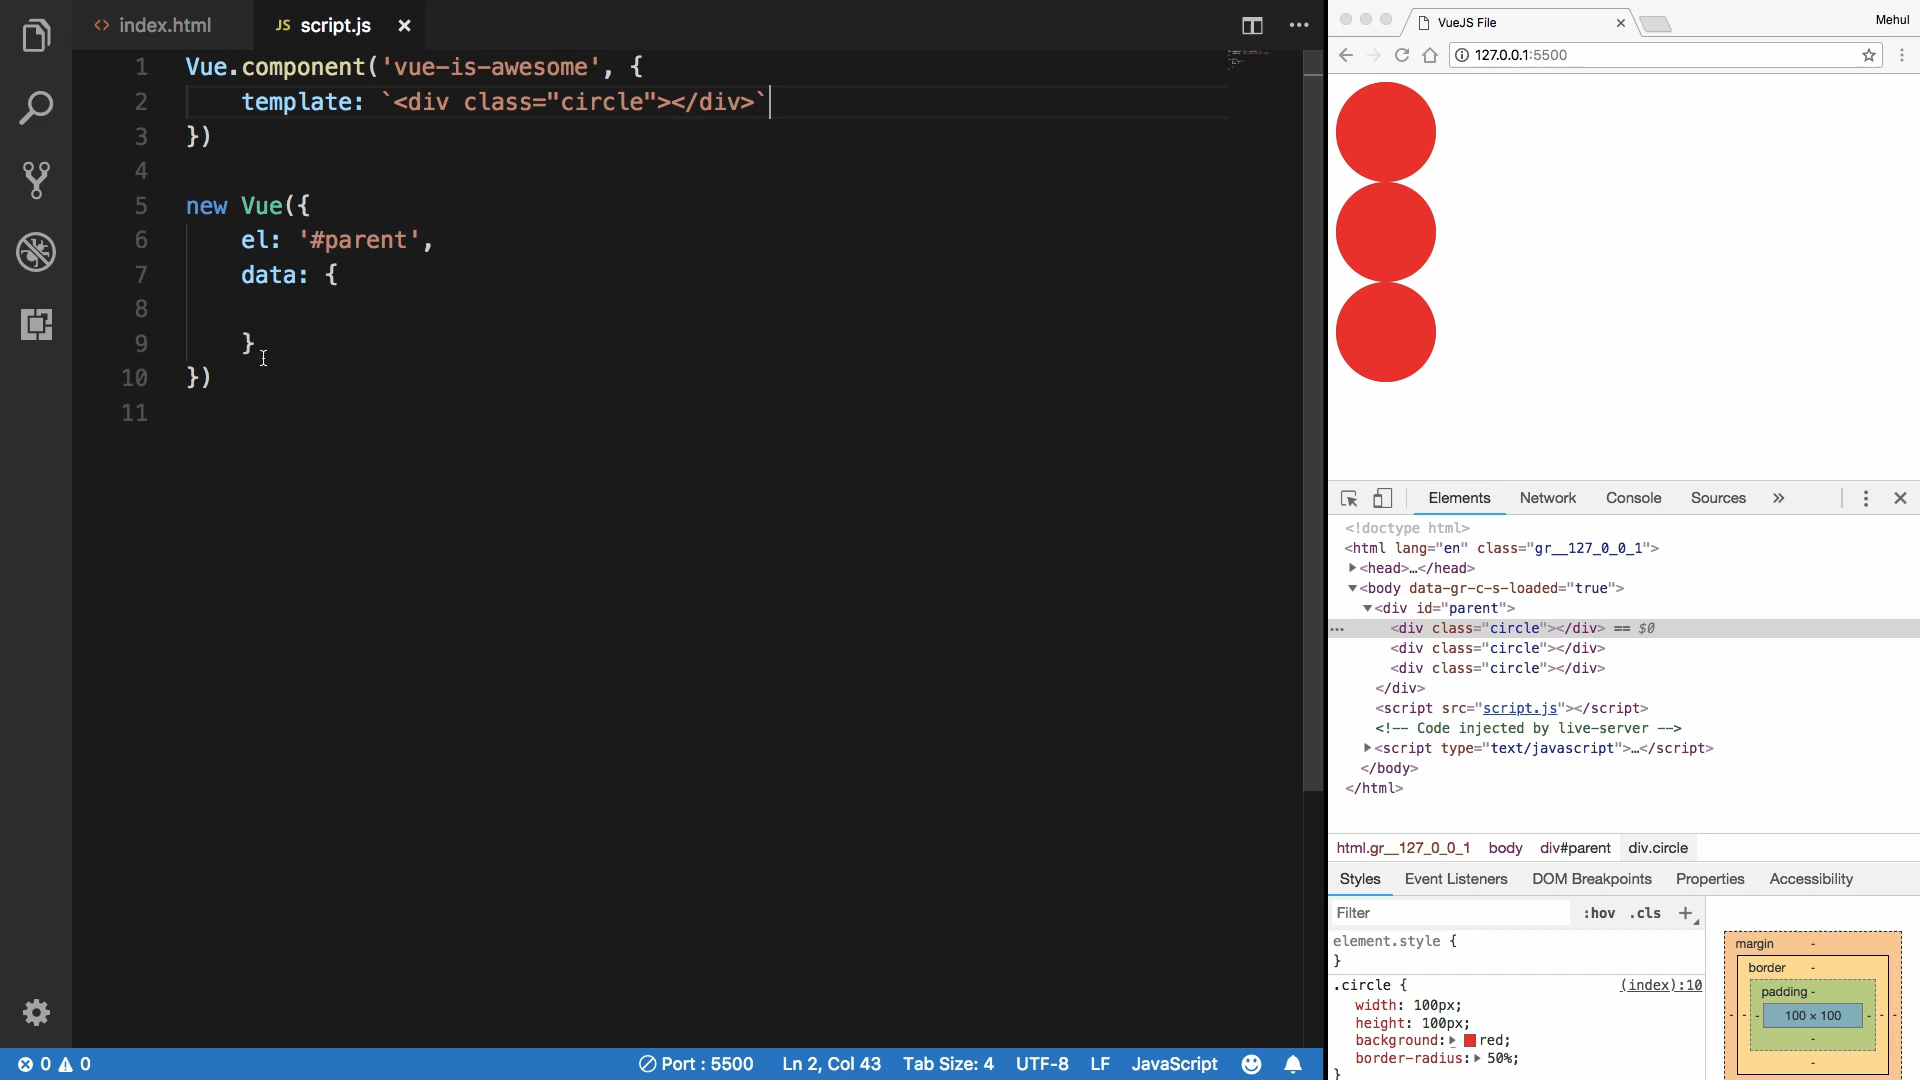 <> index.html
JS script.js ×
1 Vue.component('vue-is-awesome', {
2 template: `<div class="circle"></div>`
3 })
4
5 new Vue({
6 el: '#parent',
7 data: {
8
9 }
10 })
11
0 0
Port : 5500 Ln 2, Col 43 Tab Size: 4 UTF-8 LF JavaScript
VueJS File
Mehul
127.0.0.1:5500
Elements Network Console Sources »
<!doctype html>
<html lang="en" class="gr__127_0_0_1">
<head>…</head>
<body data-gr-c-s-loaded="true">
<div id="parent">
... <div class="circle"></div> == $0
<div class="circle"></div>
<div class="circle"></div>
</div>
<script src="script.js"></script>
<!-- Code injected by live-server -->
<script type="text/javascript">…</script>
</body>
</html>
html.gr__127_0_0_1 body div#parent div.circle
Styles Event Listeners DOM Breakpoints Properties Accessibility
Filter :hov .cls +
element.style {
}
.circle { (index):10
width: 100px;
height: 100px;
background: red;
border-radius: 50%;
}
margin -
border -
padding -
- - - 100 × 100 - - -
-
-